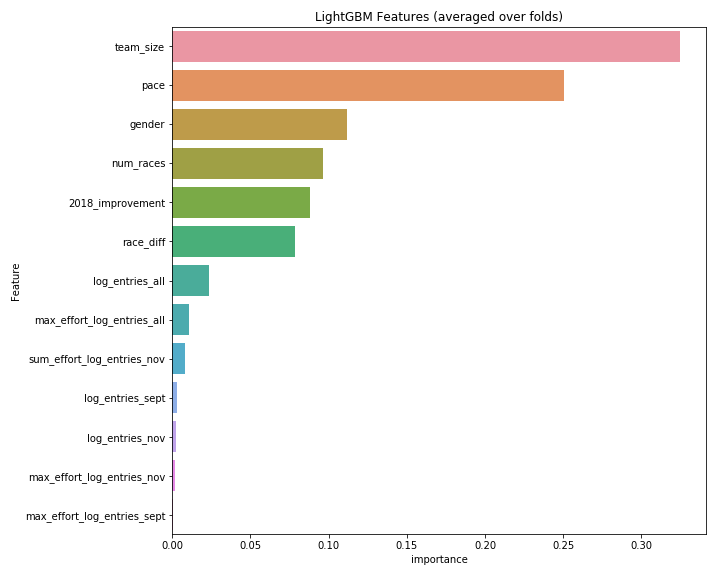 LightGBM Features (averaged over folds)
team_size
pace
gender
num_races
2018_improvement
race_diff
log_entries_all
max_effort_log_entries_all
sum_effort_log_entries_nov
log_entries_sept
log_entries_nov
max_effort_log_entries_nov
max_effort_log_entries_sept
Feature
0.00 0.05 0.10 0.15 0.20 0.25 0.30
importance